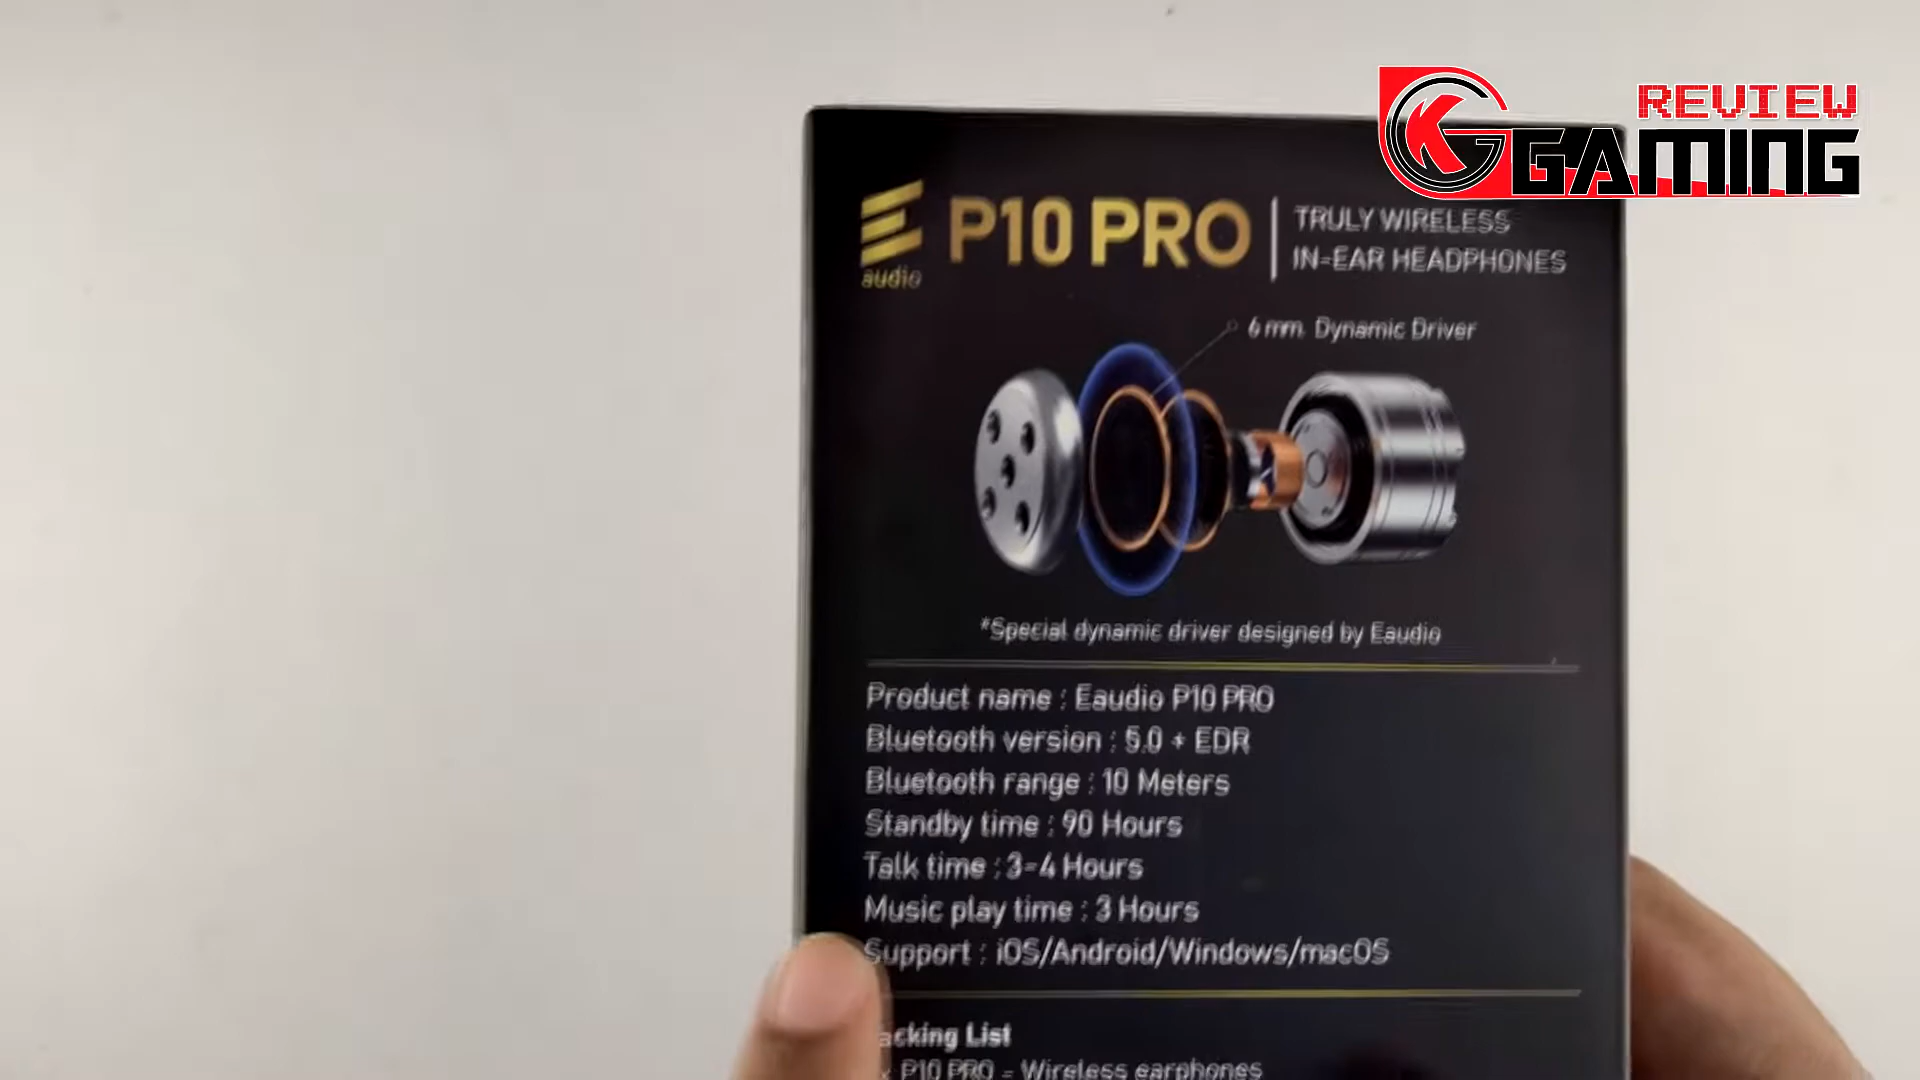 REVIEW
GAMING
audio
P10 PRO
TRULY WIRELESS
IN-EAR HEADPHONES
6 mm. Dynamic Driver
*Special dynamic driver designed by Eaudio
Product name : Eaudio P10 PRO
Bluetooth version : 5.0 + EDR
Bluetooth range : 10 Meters
Standby time : 90 Hours
Talk time : 3-4 Hours
Music play time : 3 Hours
Support : iOS/Android/Windows/macOS
acking List
P10 PRO - Wireless earphones